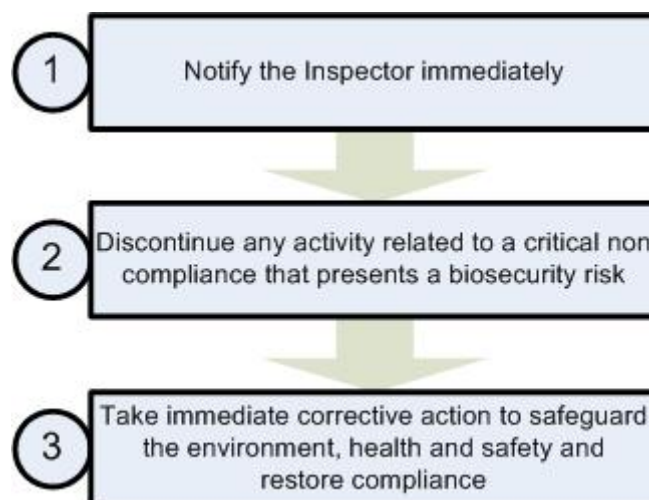 1
Notify the Inspector immediately
2
Discontinue any activity related to a critical non
compliance that presents a biosecurity risk
3
Take immediate corrective action to safeguard
the environment, health and safety and
restore compliance